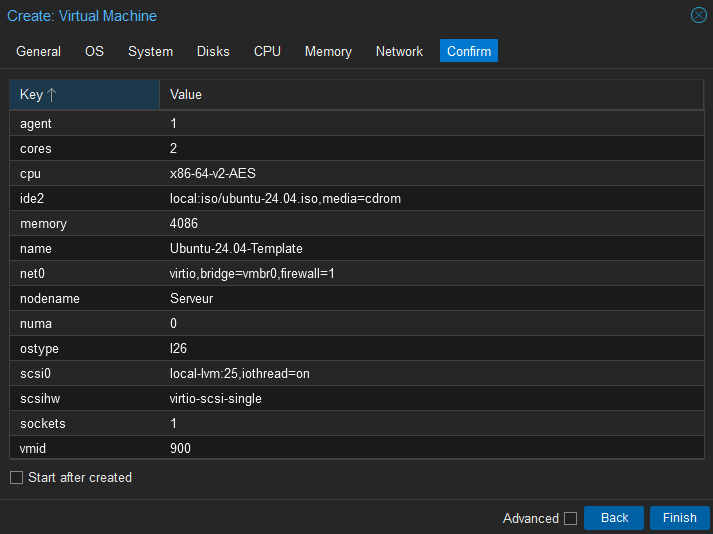 Create: Virtual Machine
General OS System Disks CPU Memory Network Confirm
Key ↑ Value
agent 1
cores 2
cpu x86-64-v2-AES
ide2 local:iso/ubuntu-24.04.iso,media=cdrom
memory 4086
name Ubuntu-24.04-Template
net0 virtio,bridge=vmbr0,firewall=1
nodename Serveur
numa 0
ostype l26
scsi0 local-lvm:25,iothread=on
scsihw virtio-scsi-single
sockets 1
vmid 900
Start after created
Advanced Back Finish